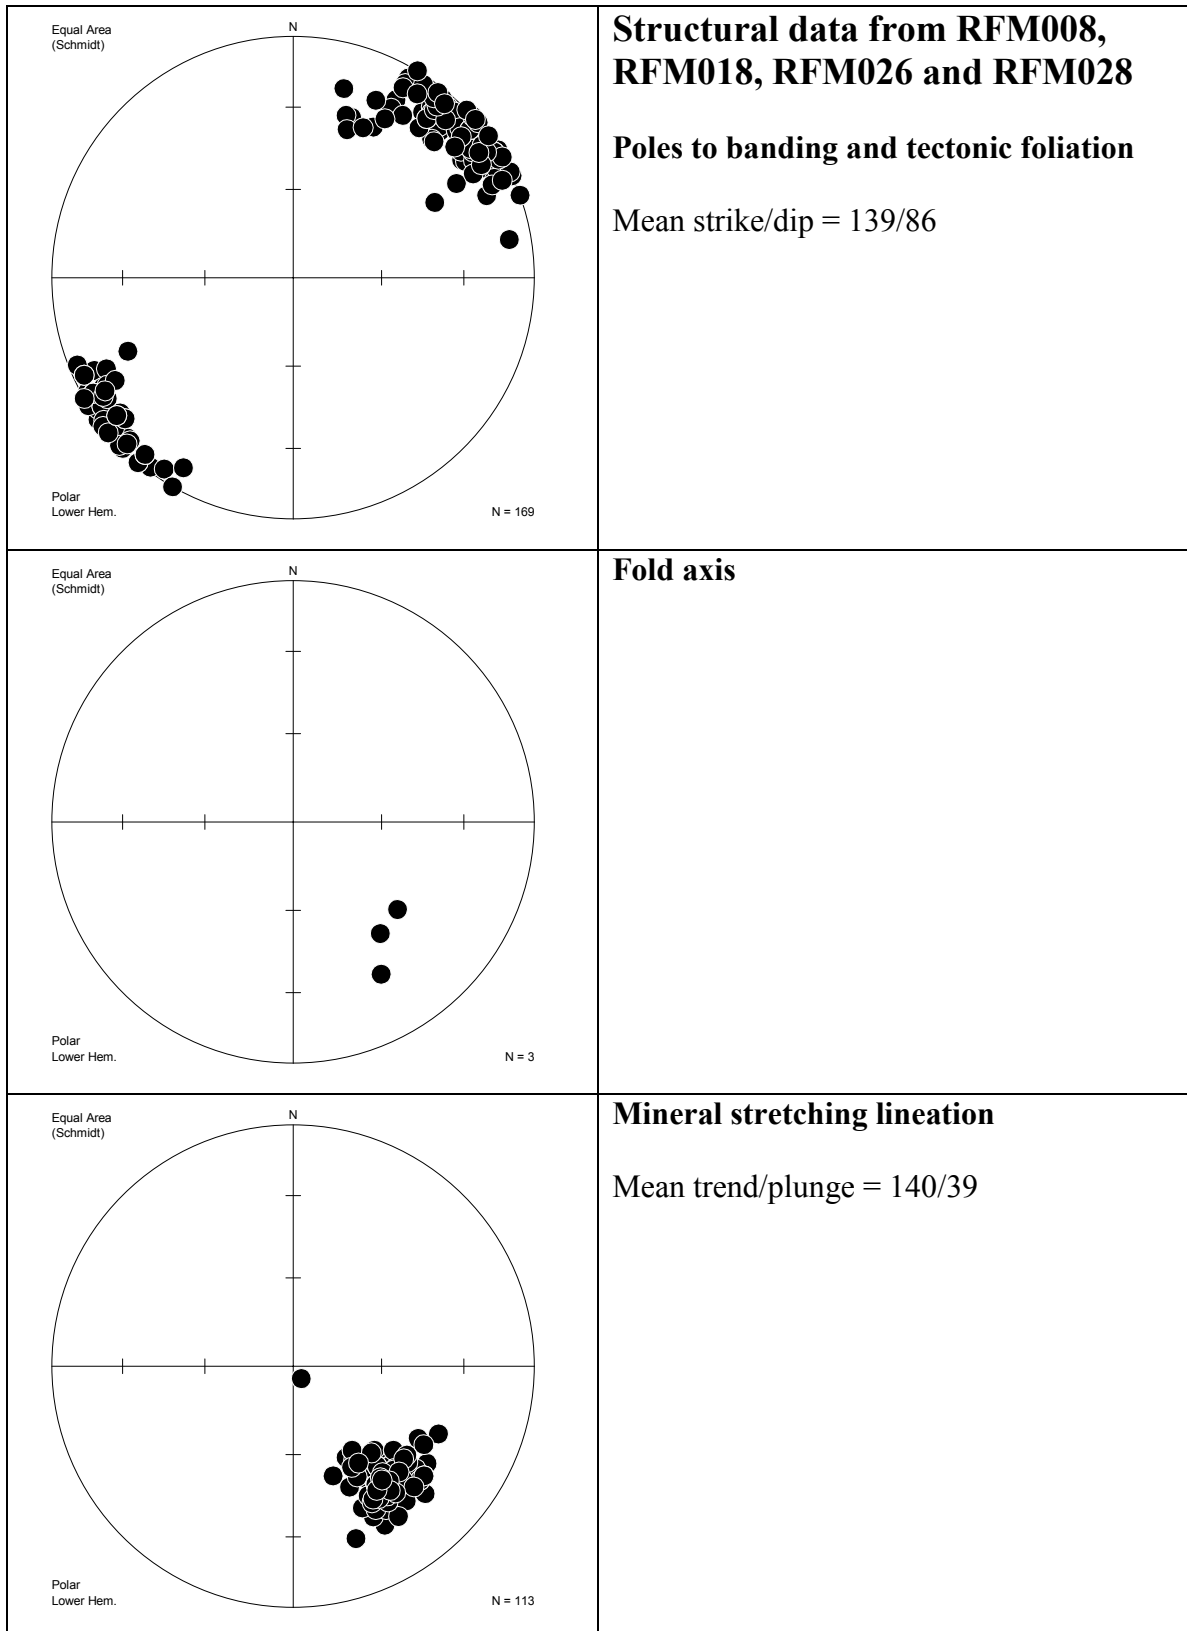 Equal Area
(Schmidt)
N
Polar
Lower Hem.
N = 169
Structural data from RFM008,
RFM018, RFM026 and RFM028
Poles to banding and tectonic foliation
Mean strike/dip = 139/86
Equal Area
(Schmidt)
N
Polar
Lower Hem.
N = 3
Fold axis
Equal Area
(Schmidt)
N
Polar
Lower Hem.
N = 113
Mineral stretching lineation
Mean trend/plunge = 140/39